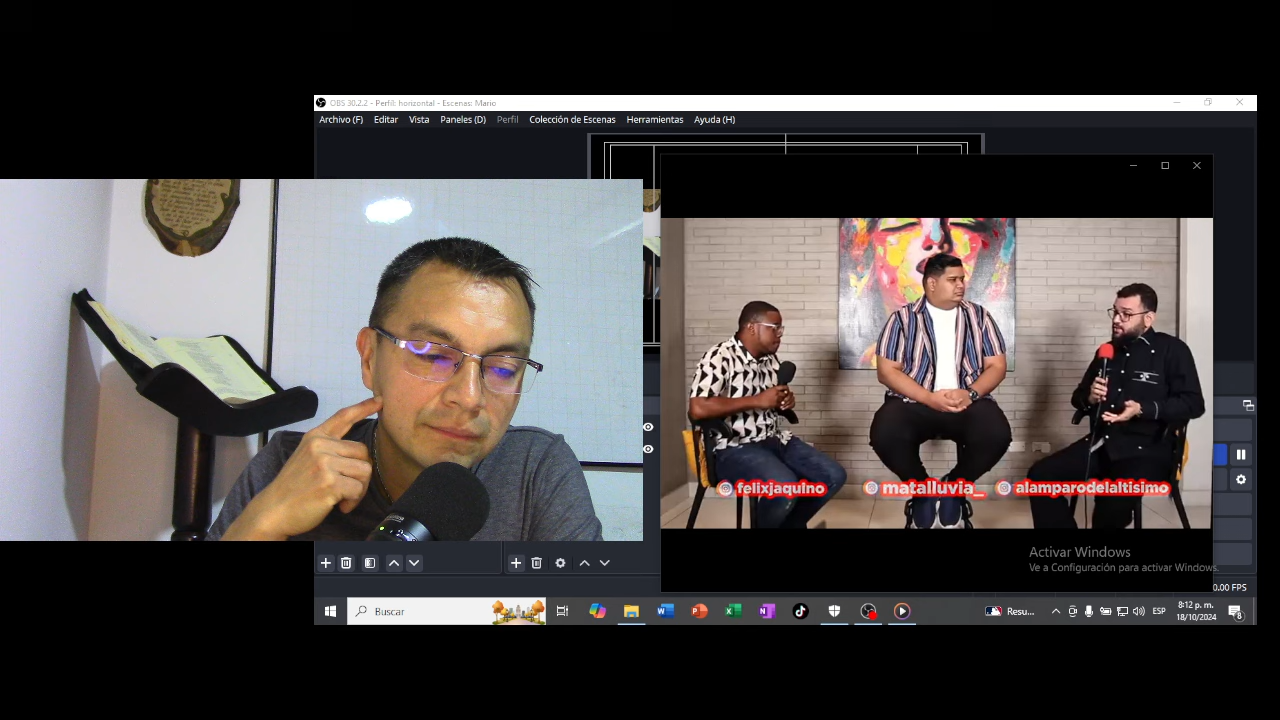 OBS 30.2.2 - Perfil: horizontal - Escenas: Mario
Archivo (F) Editar Vista Paneles (D) Perfil Colección de Escenas Herramientas Ayuda (H)
felixjaquino matalluvia_ alamparodelaltisimo
Activar Windows
Ve a Configuración para activar Windows.
0.00 FPS
Buscar
Resu...
ESP
8:12 p. m.
18/10/2024
8